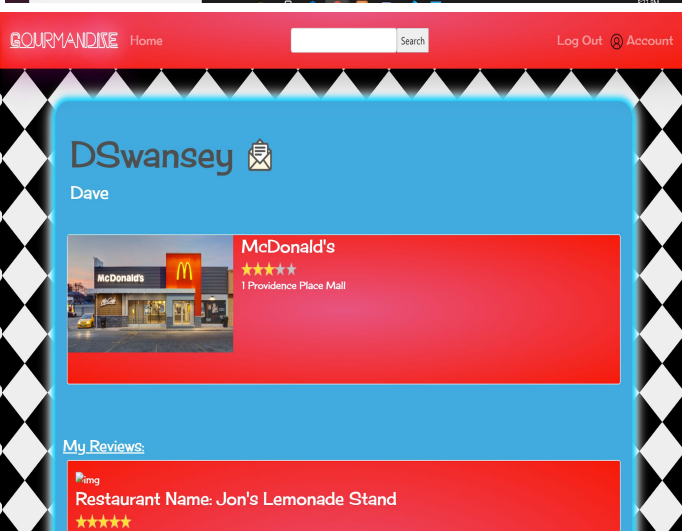 GOURMANDISE Home Search Log Out Account
DSwansey
Dave
McDonald's
McDonald's
1 Providence Place Mall
My Reviews:
img
Restaurant Name: Jon's Lemonade Stand